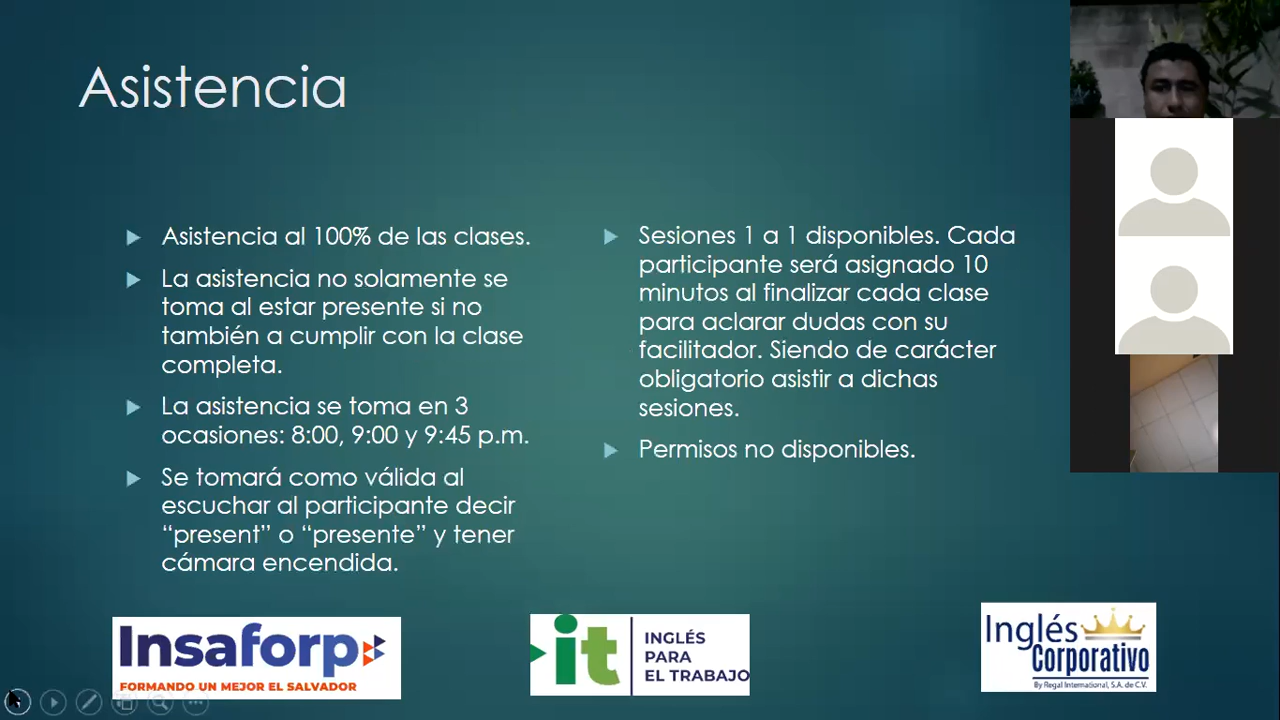 Asistencia
Asistencia al 100% de las clases.
La asistencia no solamente se
toma al estar presente si no
también a cumplir con la clase
completa.
La asistencia se toma en 3
ocasiones: 8:00, 9:00 y 9:45 p.m.
Se tomará como válida al
escuchar al participante decir
“present” o “presente” y tener
cámara encendida.
Sesiones 1 a 1 disponibles. Cada
participante será asignado 10
minutos al finalizar cada clase
para aclarar dudas con su
facilitador. Siendo de carácter
obligatorio asistir a dichas
sesiones.
Permisos no disponibles.
Insaforp
FORMANDO UN MEJOR EL SALVADOR
it
INGLÉS
PARA
EL TRABAJO
Inglés
Corporativo
By Regal International, S.A. de C.V.